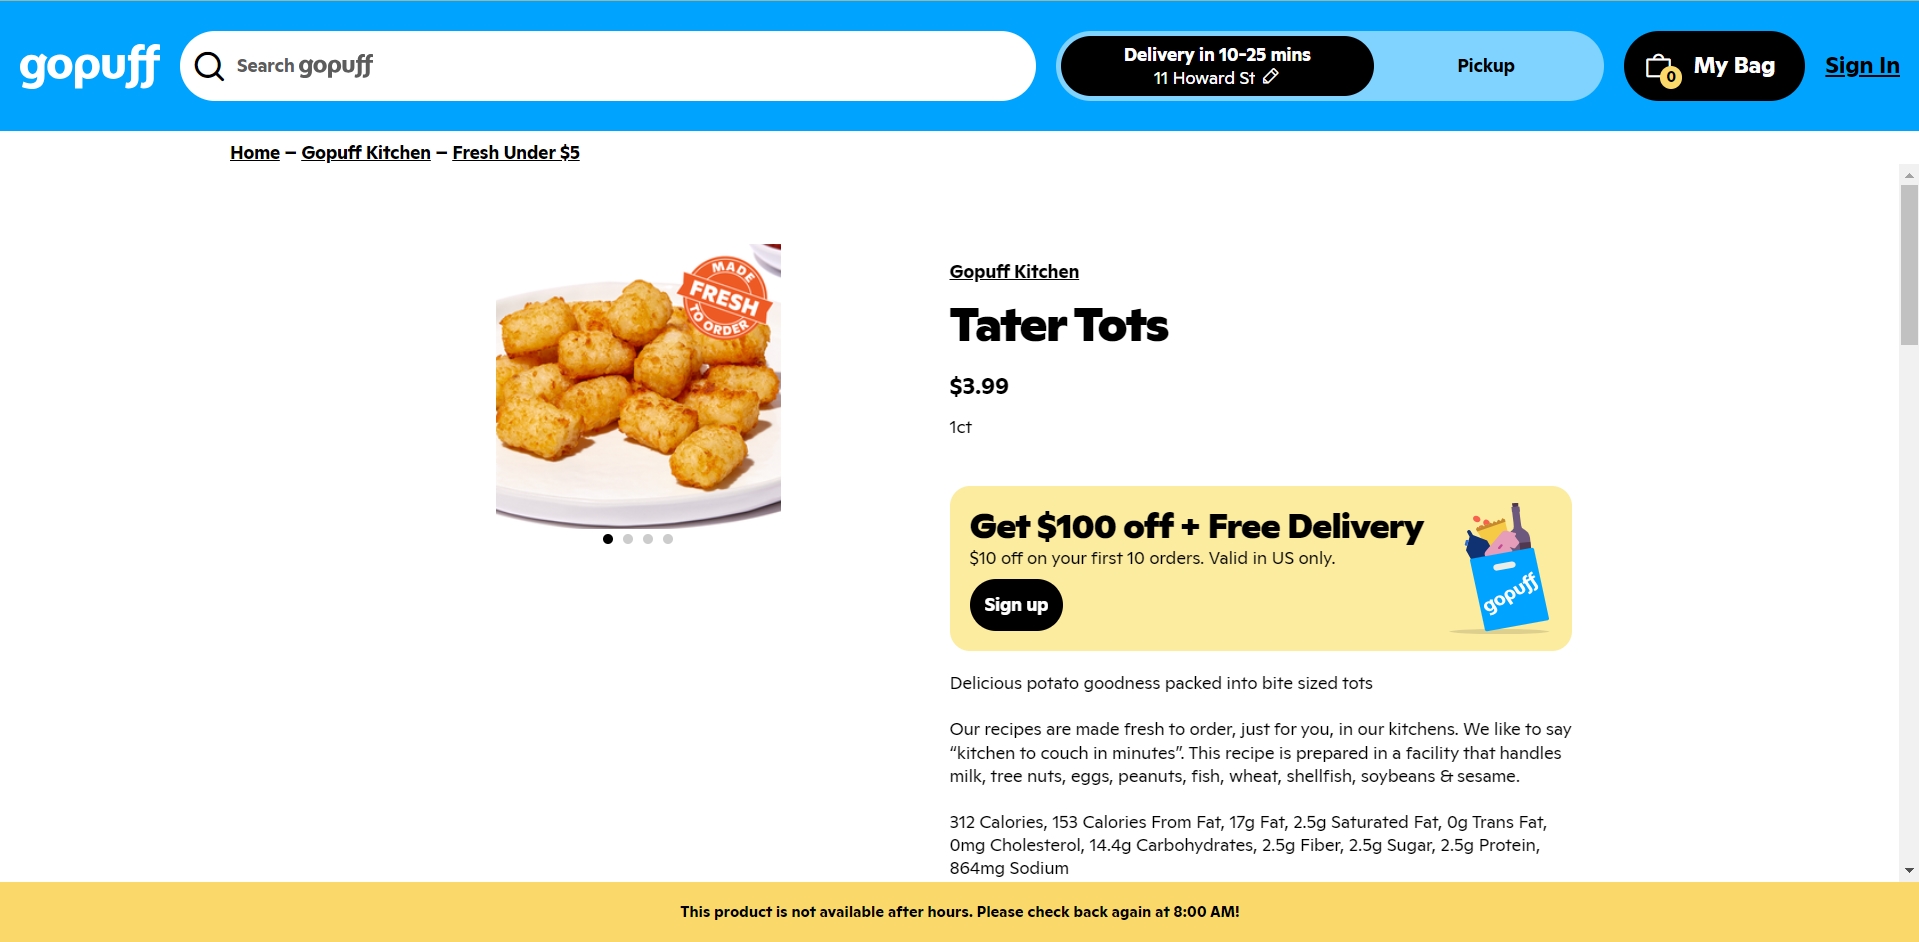 gopuff
Search gopuff
Delivery in 10-25 mins
11 Howard St
Pickup
0
My Bag
Sign In
Home – Gopuff Kitchen – Fresh Under $5
MADE
FRESH
TO ORDER
Gopuff Kitchen
Tater Tots
$3.99
1ct
Get $100 off + Free Delivery
$10 off on your first 10 orders. Valid in US only.
Sign up
gopuff
Delicious potato goodness packed into bite sized tots
Our recipes are made fresh to order, just for you, in our kitchens. We like to say
“kitchen to couch in minutes”. This recipe is prepared in a facility that handles
milk, tree nuts, eggs, peanuts, fish, wheat, shellfish, soybeans & sesame.
312 Calories, 153 Calories From Fat, 17g Fat, 2.5g Saturated Fat, 0g Trans Fat,
0mg Cholesterol, 14.4g Carbohydrates, 2.5g Fiber, 2.5g Sugar, 2.5g Protein,
864mg Sodium
This product is not available after hours. Please check back again at 8:00 AM!